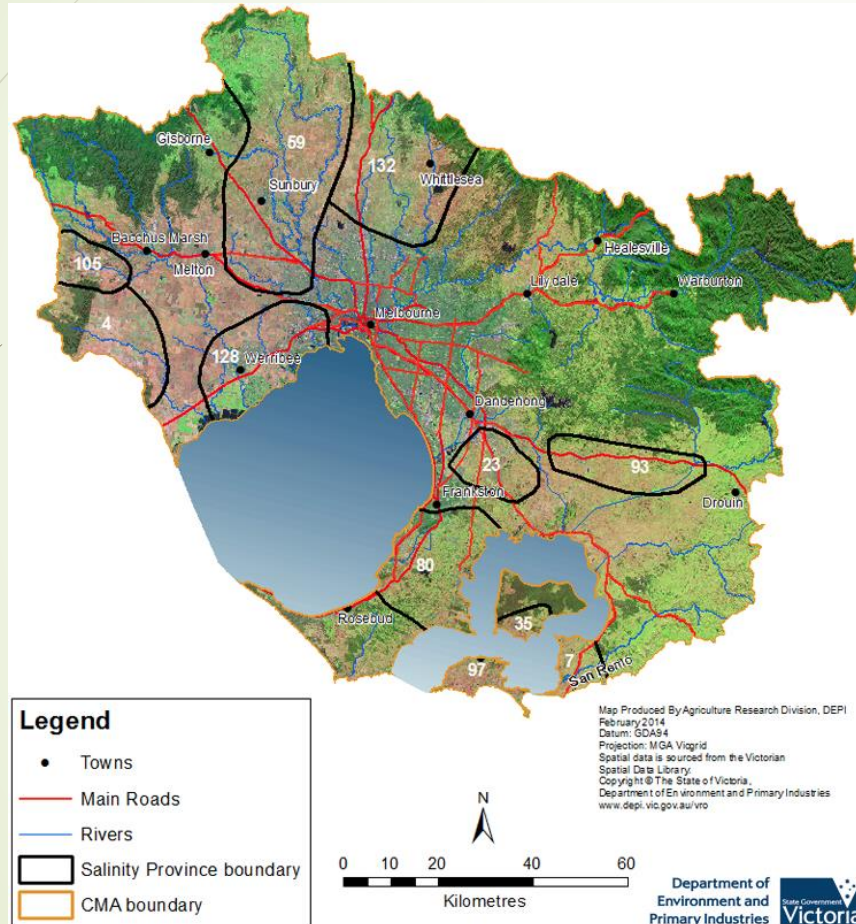 59
Gisborne
132
Whittlesea
Sunbury
Healesville
Bacchus Marsh
105
Melton
Lilydale
Warburton
4
Melbourne
128
Werribee
Dandenong
23
93
Frankston
Drouin
80
Rosebud
35
7
97
San Remo
Legend
Towns
Main Roads
Rivers
Salinity Province boundary
CMA boundary
N
0 10 20 40 60
Kilometres
Map Produced By Agriculture Research Division, DEPI
February 2014
Datum: GDA94
Projection: MGA Vicgrid
Spatial data is sourced from the Victorian
Spatial Data Library.
Copyright © The State of Victoria,
Department of Environment and Primary Industries
www.depi.vic.gov.au/vro
Department of
Environment and
Primary Industries
State Government
Victoria